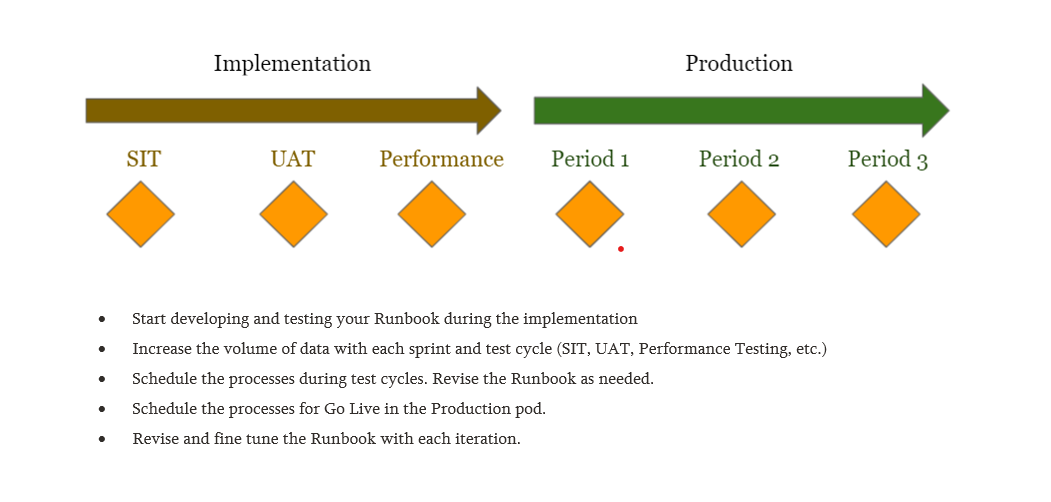 Implementation
Production
SIT
UAT
Performance
Period 1
Period 2
Period 3
• Start developing and testing your Runbook during the implementation
• Increase the volume of data with each sprint and test cycle (SIT, UAT, Performance Testing, etc.)
• Schedule the processes during test cycles. Revise the Runbook as needed.
• Schedule the processes for Go Live in the Production pod.
• Revise and fine tune the Runbook with each iteration.